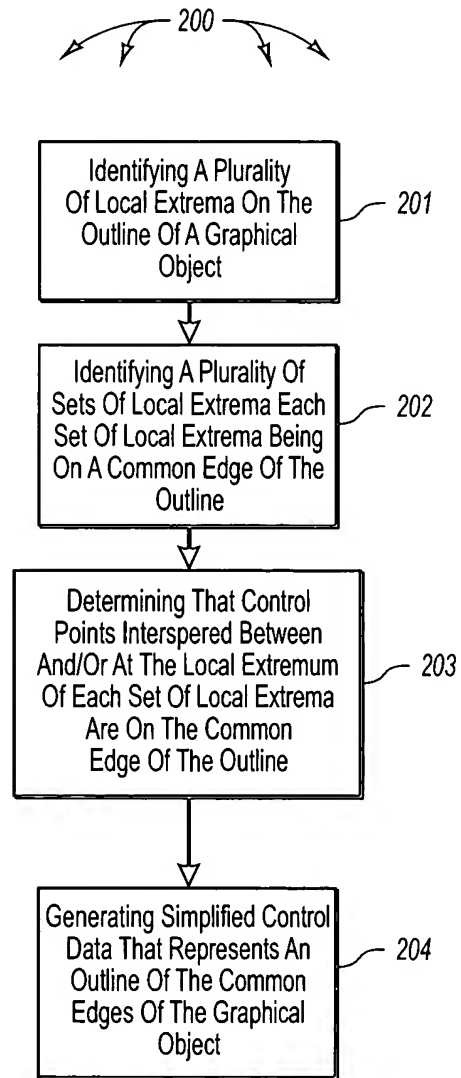 200
Identifying A Plurality
Of Local Extrema On The
Outline Of A Graphical
Object
201
Identifying A Plurality Of
Sets Of Local Extrema Each
Set Of Local Extrema Being
On A Common Edge Of The
Outline
202
Determining That Control
Points Interspered Between
And/Or At The Local Extremum
Of Each Set Of Local Extrema
Are On The Common
Edge Of The Outline
203
Generating Simplified Control
Data That Represents An
Outline Of The Common
Edges Of The Graphical
Object
204